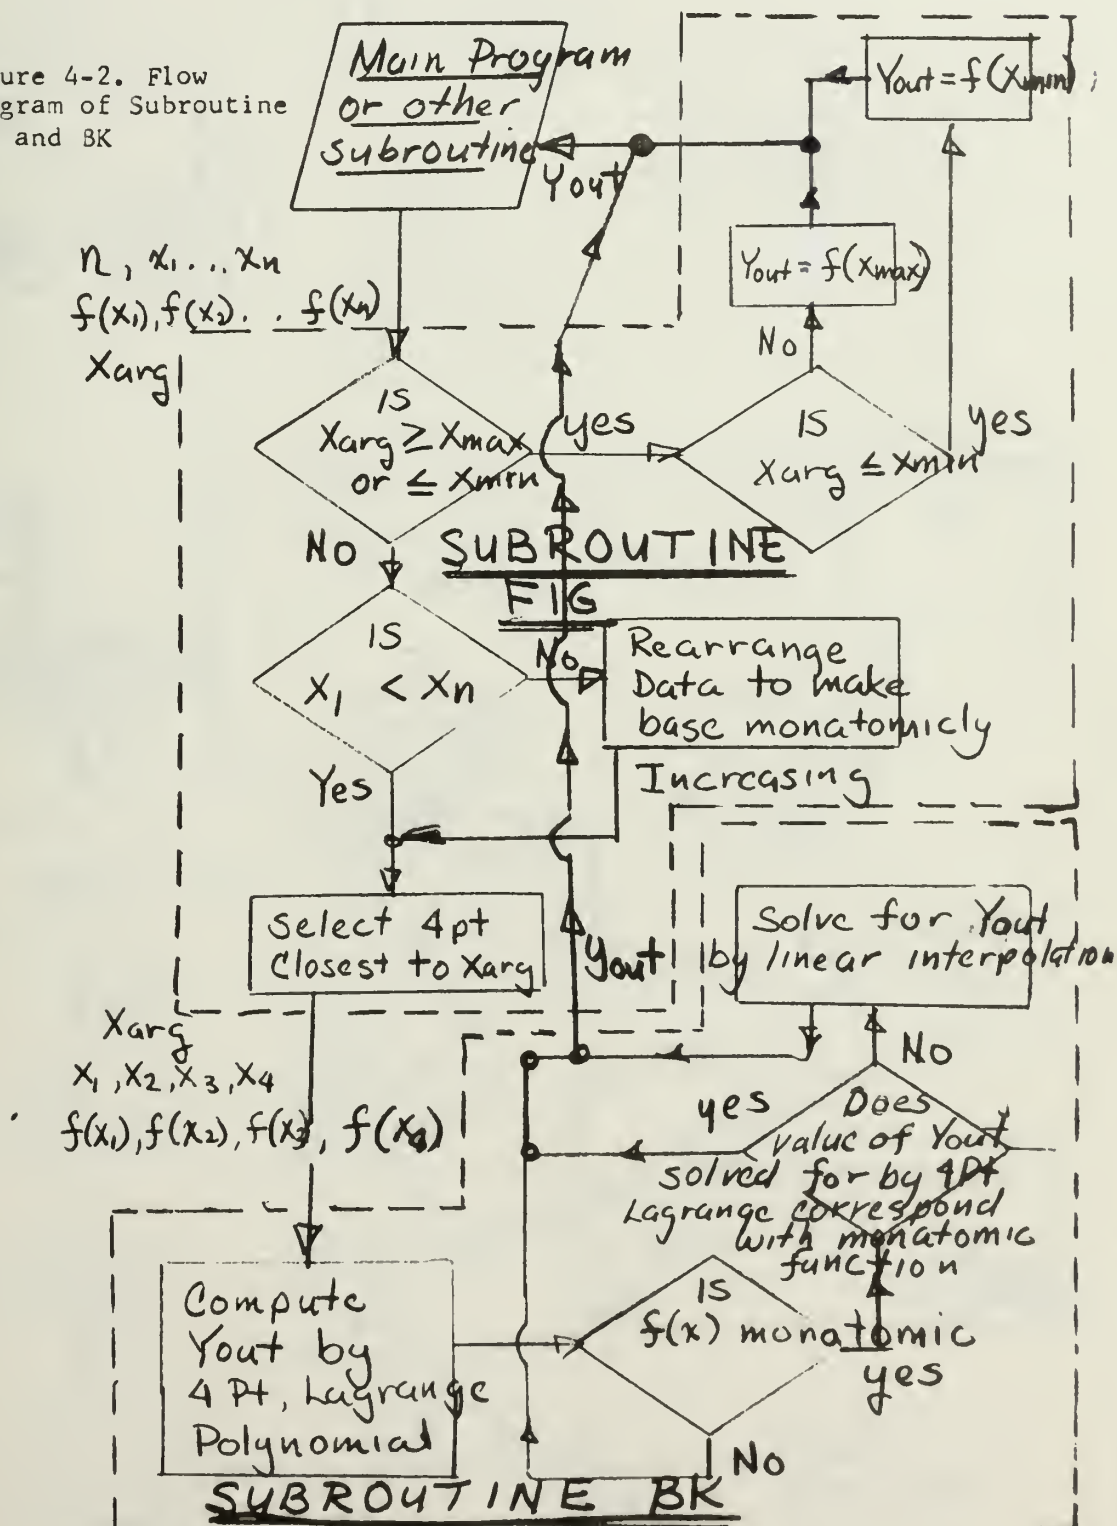 ure 4-2. Flow
gram of Subroutine
and BK
Main Program
or other
subroutine
Yout = f(Xmin)
Yout
n, x1 ... xn
f(x1), f(x2) . . f(xn)
Xarg
Yout = f(xmax)
No
IS
Xarg ≥ Xmax
or ≤ Xmin
yes
IS
Xarg ≤ xmin
yes
No
SUBROUTINE
FIG
IS
X1 < Xn
No
Rearrange
Data to make
base monatomicly
Increasing
Yes
Select 4pt
Closest to Xarg
Yout
Solve for Yout
by linear interpolation
Xarg
X1, X2, X3, X4
f(x1), f(x2), f(x3), f(x4)
No
yes
Does
value of Yout
solved for by 4Pt
Lagrange correspond
with monatomic
function
Compute
Yout by
4 Pt, Lagrange
Polynomial
IS
f(x) monatomic
yes
No
SUBROUTINE BK